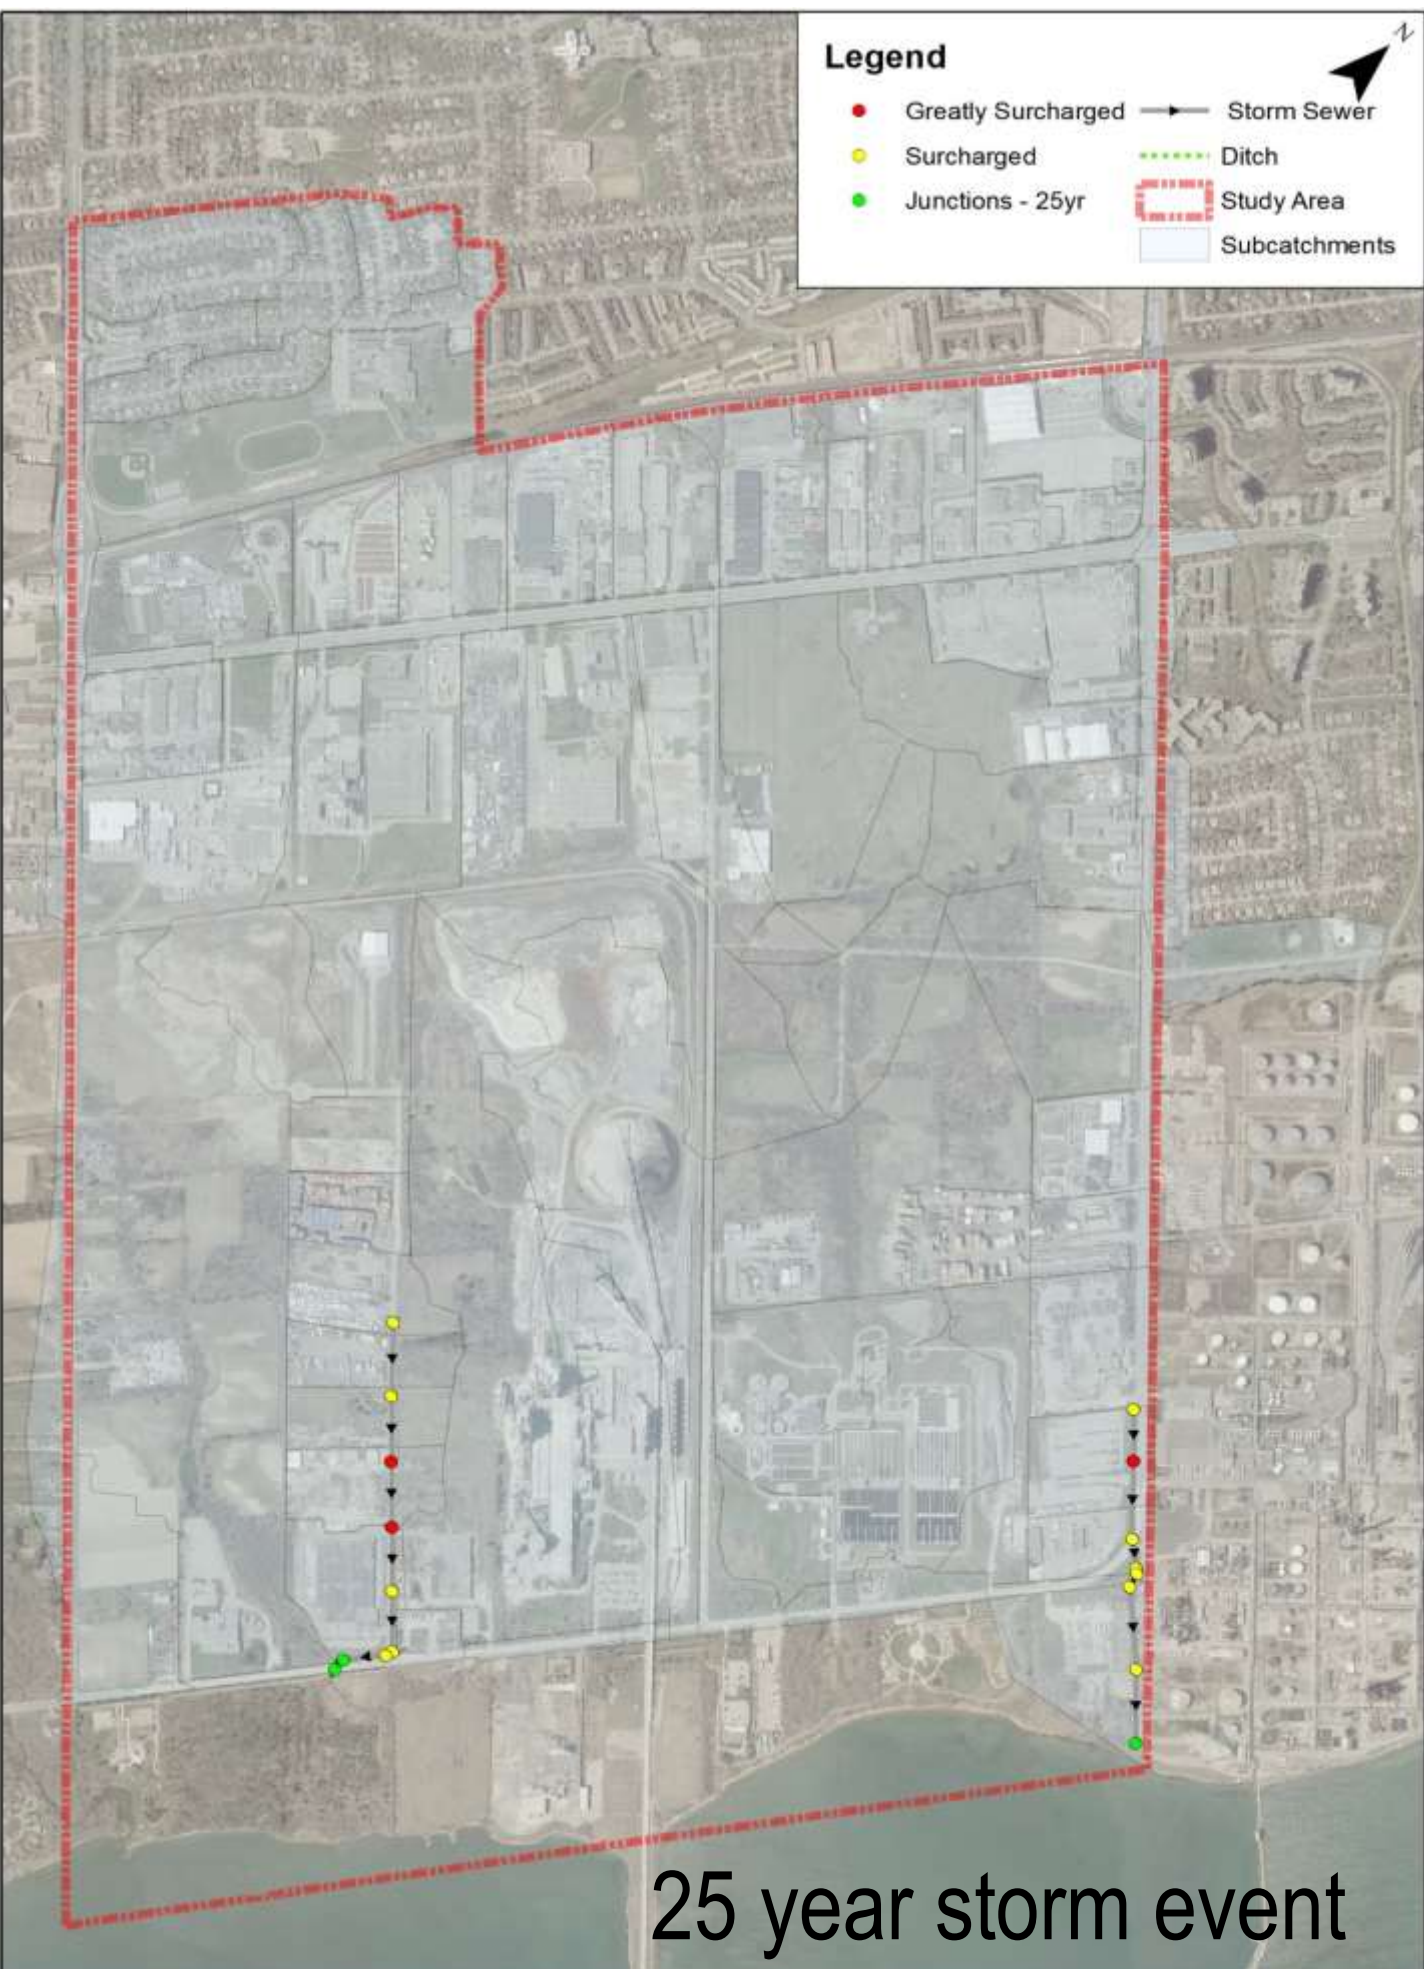 Legend
N
Greatly Surcharged
Storm Sewer
Surcharged
Ditch
Junctions - 25yr
Study Area
Subcatchments
25 year storm event